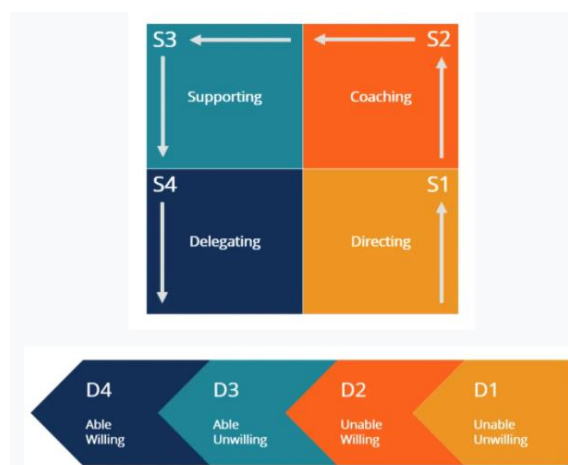 S3
S2
Supporting
Coaching
S4
S1
Delegating
Directing
D4
D3
D2
D1
Able
Able
Unable
Unable
Willing
Unwilling
Willing
Unwilling